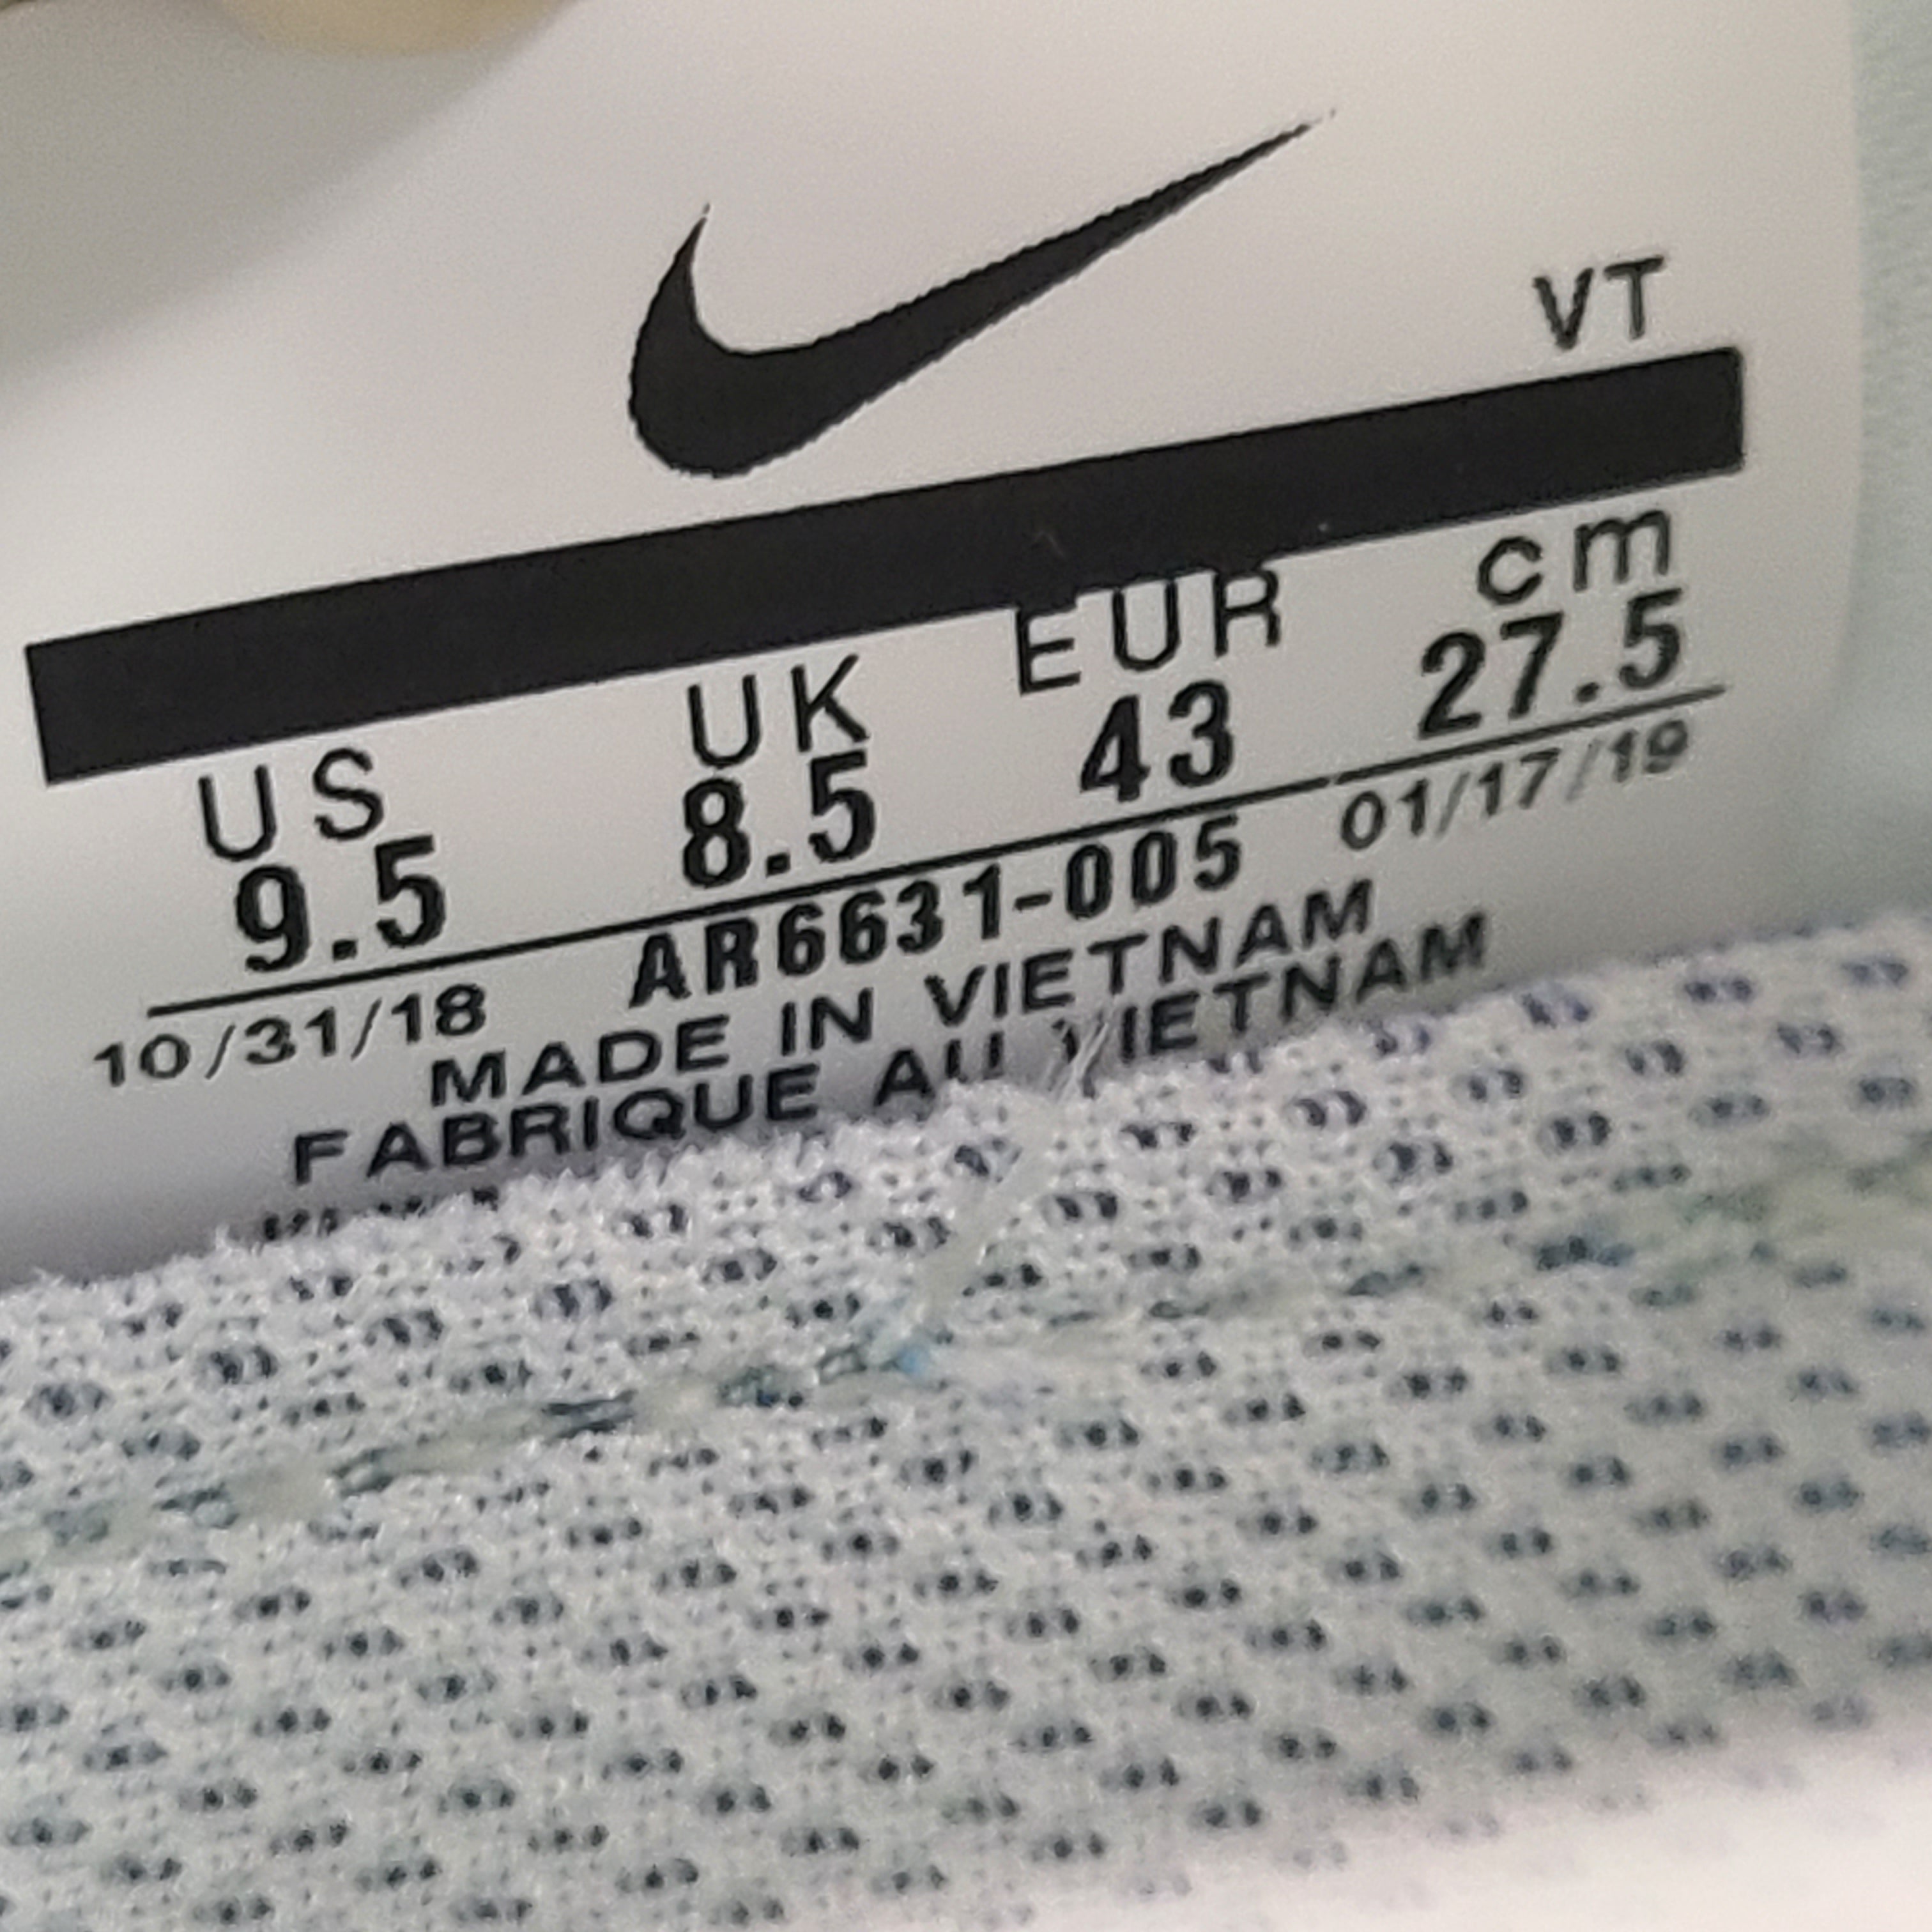 VT
US UK EUR cm
9.5 8.5 43 27.5
10/31/18 AR6631-005 01/17/19
MADE IN VIETNAM
FABRIQUE AU VIETNAM